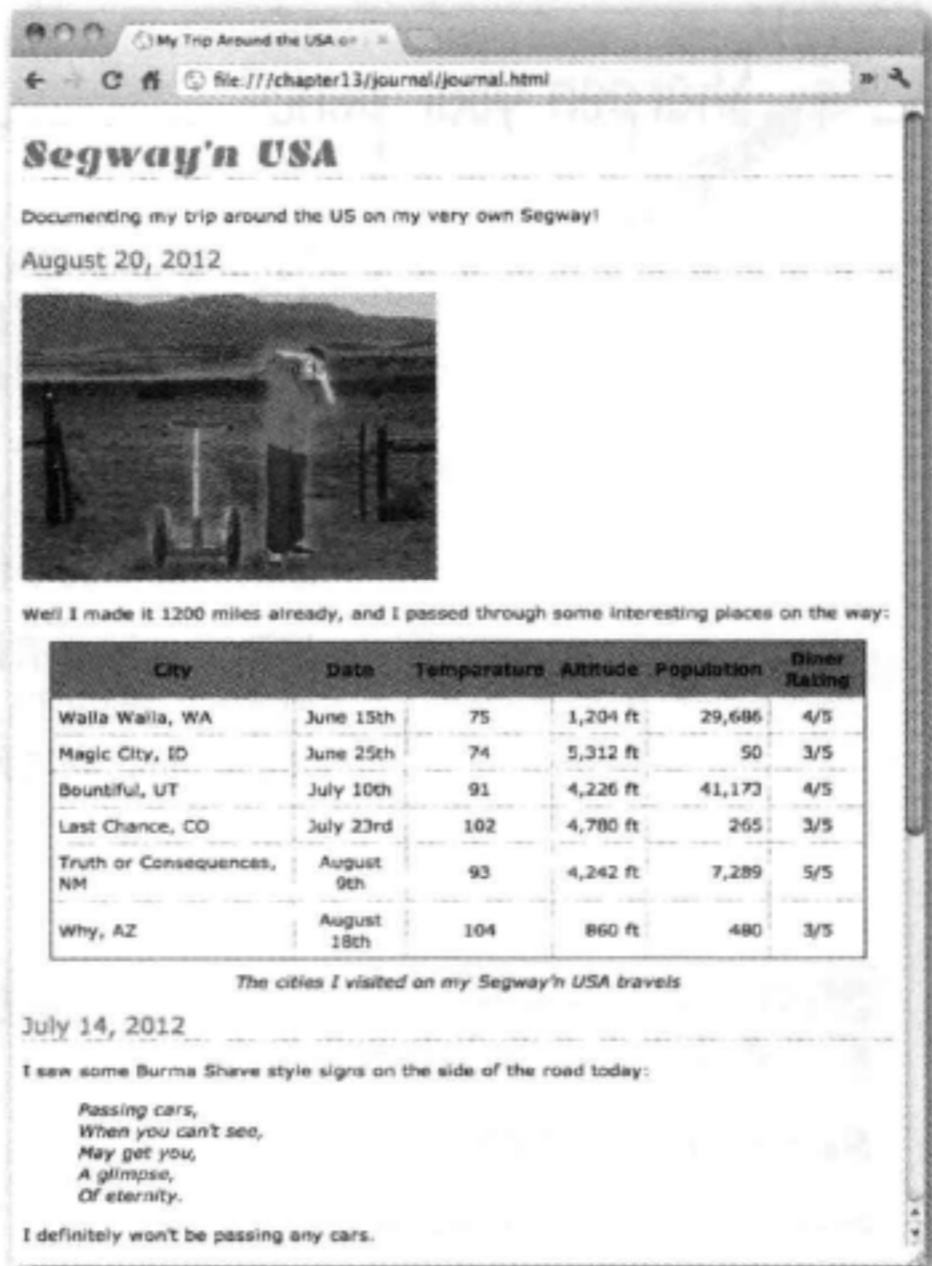 My Trip Around the USA on
file:///chapter13/journal/journal.html
Segway'n USA
Documenting my trip around the US on my very own Segway!
August 20, 2012
Well I made it 1200 miles already, and I passed through some interesting places on the way:
City Date Temperature Altitude Population Diner Rating
Walla Walla, WA June 15th 75 1,204 ft 29,686 4/5
Magic City, ID June 25th 74 5,312 ft 50 3/5
Bountiful, UT July 10th 91 4,226 ft 41,173 4/5
Last Chance, CO July 23rd 102 4,780 ft 265 3/5
Truth or Consequences, NM August 9th 93 4,242 ft 7,289 5/5
Why, AZ August 18th 104 860 ft 480 3/5
The cities I visited on my Segway'n USA travels
July 14, 2012
I saw some Burma Shave style signs on the side of the road today:
Passing cars,
When you can't see,
May get you,
A glimpse,
Of eternity.
I definitely won't be passing any cars.